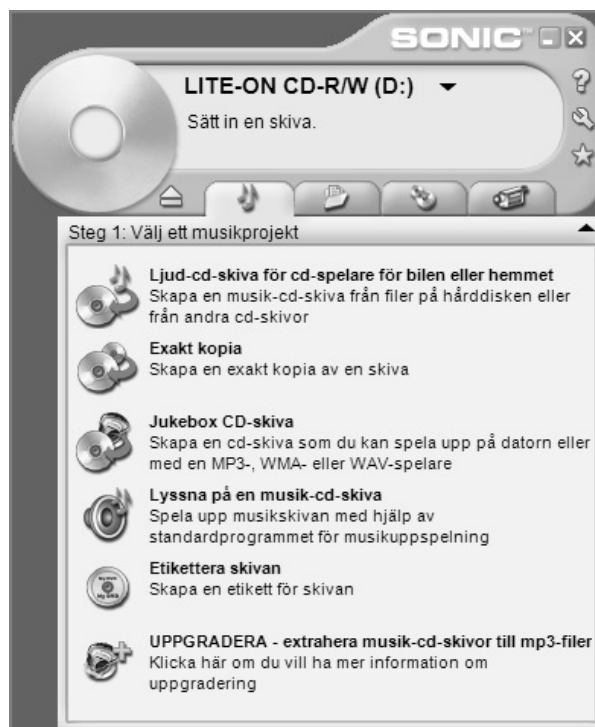 SONIC™
LITE-ON CD-R/W (D:)
Sätt in en skiva.
Steg 1: Välj ett musikprojekt
Ljud-cd-skiva för cd-spelare för bilen eller hemmet
Skapa en musik-cd-skiva från filer på hårddisken eller
från andra cd-skivor
Exakt kopia
Skapa en exakt kopia av en skiva
Jukebox CD-skiva
Skapa en cd-skiva som du kan spela upp på datorn eller
med en MP3-, WMA- eller WAV-spelare
Lyssna på en musik-cd-skiva
Spela upp musikskivan med hjälp av
standardprogrammet för musikuppspelning
Etikettera skivan
Skapa en etikett för skivan
UPPGRADERA - extrahera musik-cd-skivor till mp3-filer
Klicka här om du vill ha mer information om
uppgradering